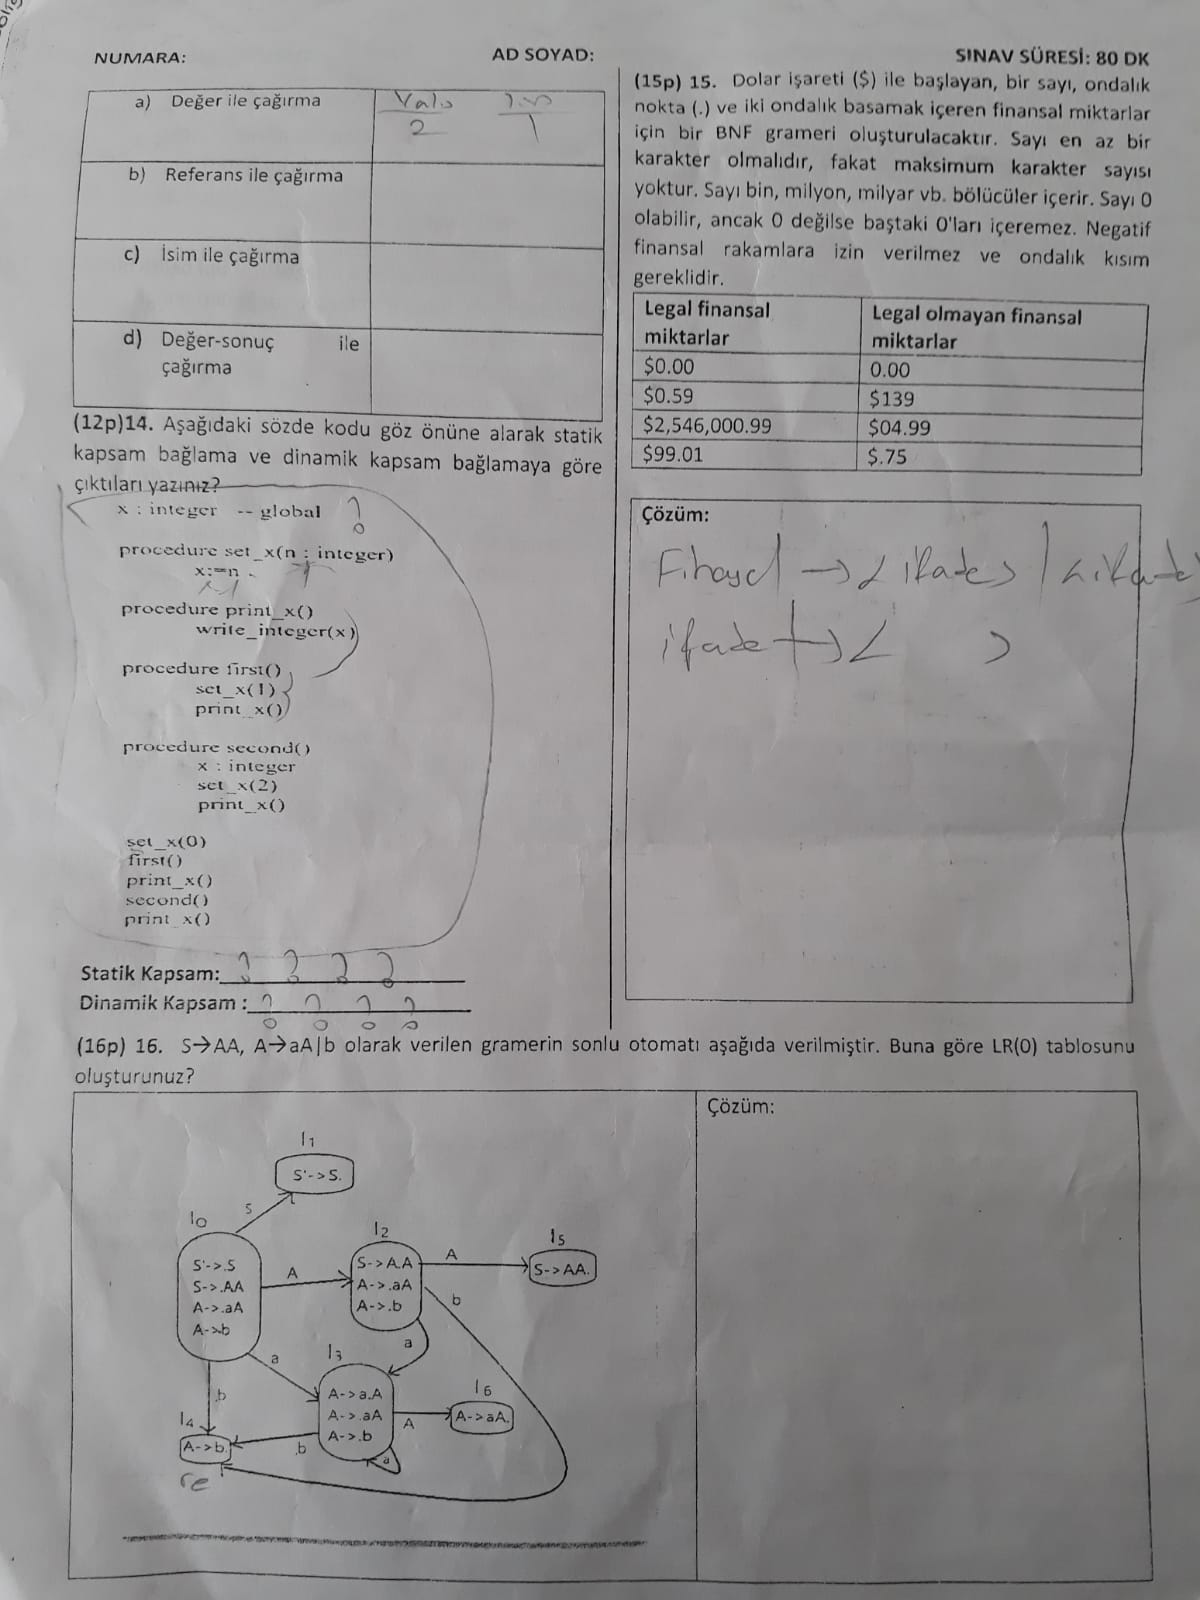 NUMARA:
AD SOYAD:
SINAV SÜRESİ: 80 DK
a) Değer ile çağırma
2
1
b) Referans ile çağırma
c) İsim ile çağırma
d) Değer-sonuç ile
çağırma
(12p)14. Aşağıdaki sözde kodu göz önüne alarak statik
kapsam bağlama ve dinamik kapsam bağlamaya göre
çıktıları yazınız?
x : integer -- global
procedure set_x(n : integer)
x:=n
procedure print_x()
write_integer(x)
procedure first()
set_x(1)
print_x()
procedure second()
x : integer
set_x(2)
print_x()
set_x(0)
first()
print_x()
second()
print_x()
Statik Kapsam:
Dinamik Kapsam :
(15p) 15. Dolar işareti ($) ile başlayan, bir sayı, ondalık
nokta (.) ve iki ondalık basamak içeren finansal miktarlar
için bir BNF grameri oluşturulacaktır. Sayı en az bir
karakter olmalıdır, fakat maksimum karakter sayısı
yoktur. Sayı bin, milyon, milyar vb. bölücüler içerir. Sayı 0
olabilir, ancak 0 değilse baştaki 0'ları içeremez. Negatif
finansal rakamlara izin verilmez ve ondalık kısım
gereklidir.
Legal finansal
miktarlar
Legal olmayan finansal
miktarlar
$0.00
0.00
$0.59
$139
$2,546,000.99
$04.99
$99.01
$.75
Çözüm:
(16p) 16. S→AA, A→aA|b olarak verilen gramerin sonlu otomatı aşağıda verilmiştir. Buna göre LR(0) tablosunu
oluşturunuz?
Çözüm:
I1
S'->S.
S
I0
S'->.S
S->.AA
A->.aA
A->.b
A
I2
S->A.A
A->.aA
A->.b
A
I5
S->AA.
b
a
a
I3
A->a.A
A->.aA
A->.b
A
I6
A->aA.
b
I4
A->b.
b
a
re